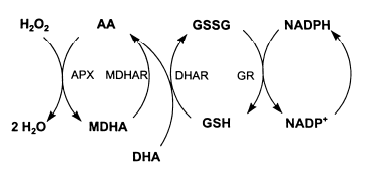 H₂O₂ AA GSSG NADPH
APX MDHAR DHAR GR
2 H₂O MDHA GSH NADP⁺
DHA